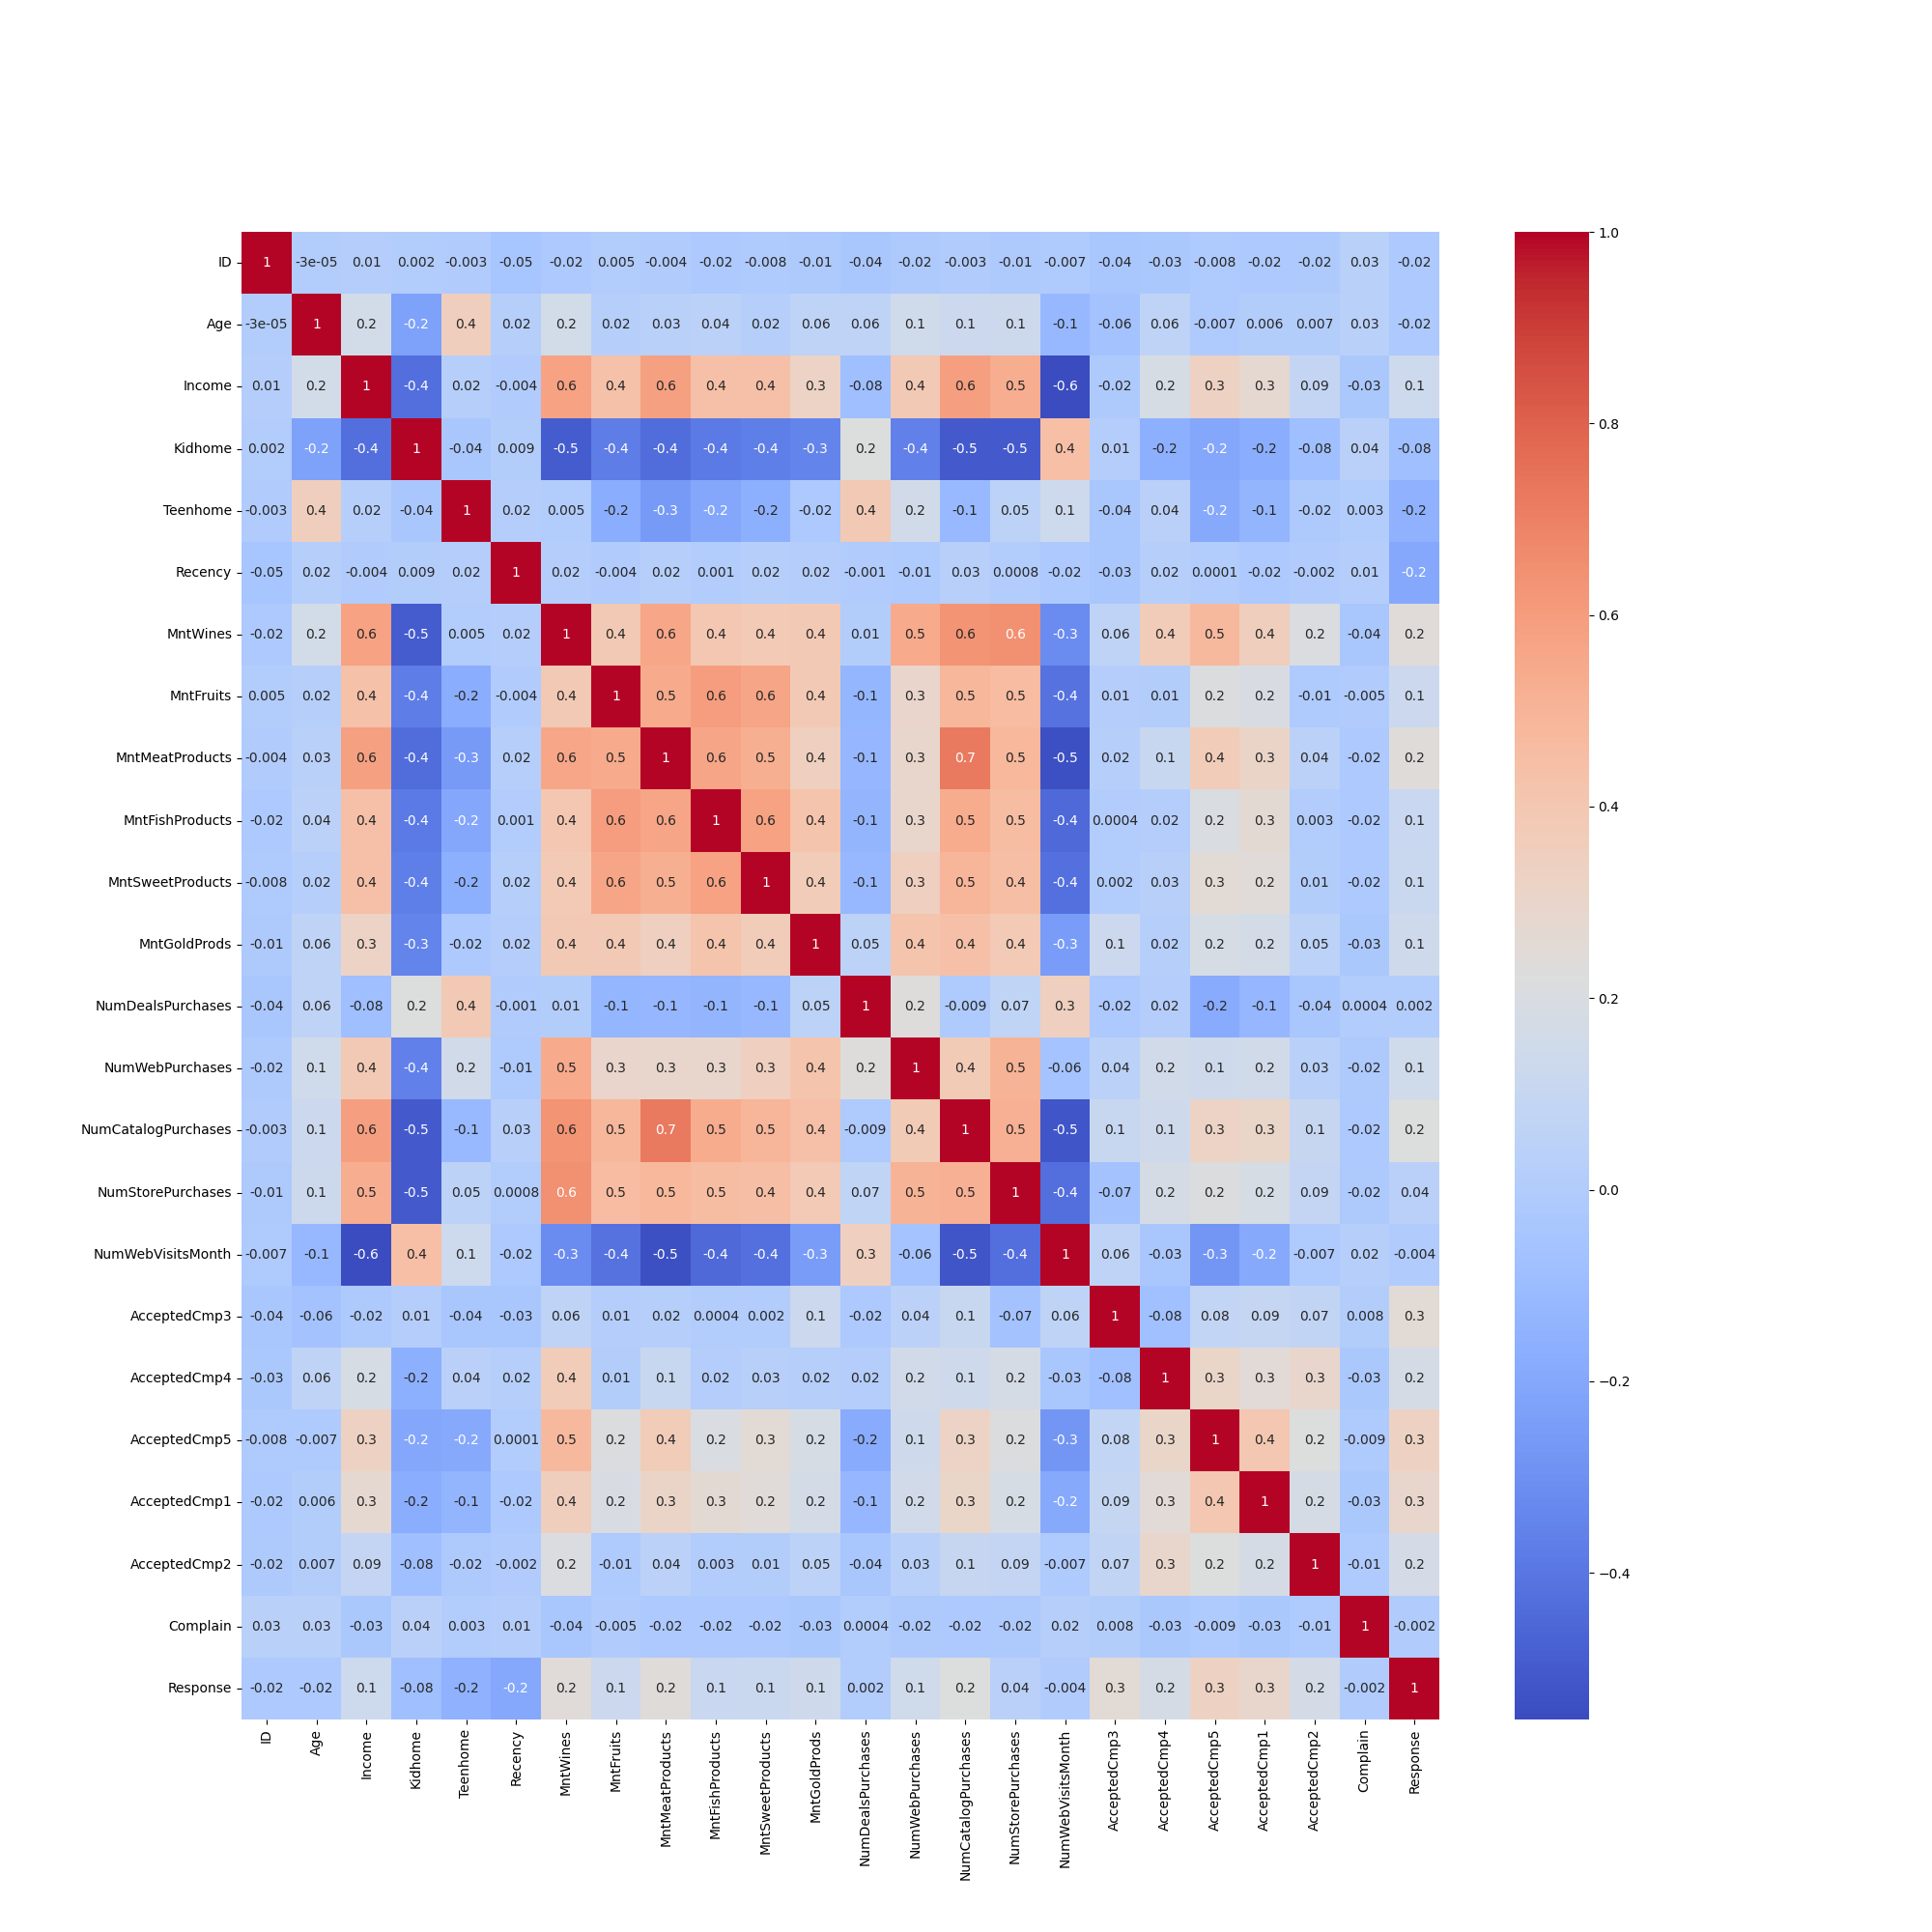 ID 1 -3e-05 0.01 0.002 -0.003 -0.05 -0.02 0.005 -0.004 -0.02 -0.008 -0.01 -0.04 -0.02 -0.003 -0.01 -0.007 -0.04 -0.03 -0.008 -0.02 -0.02 0.03 -0.02
Age -3e-05 1 0.2 -0.2 0.4 0.02 0.2 0.02 0.03 0.04 0.02 0.06 0.06 0.1 0.1 0.1 -0.1 -0.06 0.06 -0.007 0.006 0.007 0.03 -0.02
Income 0.01 0.2 1 -0.4 0.02 -0.004 0.6 0.4 0.6 0.4 0.4 0.3 -0.08 0.4 0.6 0.5 -0.6 -0.02 0.2 0.3 0.3 0.09 -0.03 0.1
Kidhome 0.002 -0.2 -0.4 1 -0.04 0.009 -0.5 -0.4 -0.4 -0.4 -0.4 -0.3 0.2 -0.4 -0.5 -0.5 0.4 0.01 -0.2 -0.2 -0.2 -0.08 0.04 -0.08
Teenhome -0.003 0.4 0.02 -0.04 1 0.02 0.005 -0.2 -0.3 -0.2 -0.2 -0.02 0.4 0.2 -0.1 0.05 0.1 -0.04 0.04 -0.2 -0.1 -0.02 0.003 -0.2
Recency -0.05 0.02 -0.004 0.009 0.02 1 0.02 -0.004 0.02 0.001 0.02 0.02 -0.001 -0.01 0.03 0.0008 -0.02 -0.03 0.02 0.0001 -0.02 -0.002 0.01 -0.2
MntWines -0.02 0.2 0.6 -0.5 0.005 0.02 1 0.4 0.6 0.4 0.4 0.4 0.01 0.5 0.6 0.6 -0.3 0.06 0.4 0.5 0.4 0.2 -0.04 0.2
MntFruits 0.005 0.02 0.4 -0.4 -0.2 -0.004 0.4 1 0.5 0.6 0.6 0.4 -0.1 0.3 0.5 0.5 -0.4 0.01 0.01 0.2 0.2 -0.01 -0.005 0.1
MntMeatProducts -0.004 0.03 0.6 -0.4 -0.3 0.02 0.6 0.5 1 0.6 0.5 0.4 -0.1 0.3 0.7 0.5 -0.5 0.02 0.1 0.4 0.3 0.04 -0.02 0.2
MntFishProducts -0.02 0.04 0.4 -0.4 -0.2 0.001 0.4 0.6 0.6 1 0.6 0.4 -0.1 0.3 0.5 0.5 -0.4 0.0004 0.02 0.2 0.3 0.003 -0.02 0.1
MntSweetProducts -0.008 0.02 0.4 -0.4 -0.2 0.02 0.4 0.6 0.5 0.6 1 0.4 -0.1 0.3 0.5 0.4 -0.4 0.002 0.03 0.3 0.2 0.01 -0.02 0.1
MntGoldProds -0.01 0.06 0.3 -0.3 -0.02 0.02 0.4 0.4 0.4 0.4 0.4 1 0.05 0.4 0.4 0.4 -0.3 0.1 0.02 0.2 0.2 0.05 -0.03 0.1
NumDealsPurchases -0.04 0.06 -0.08 0.2 0.4 -0.001 0.01 -0.1 -0.1 -0.1 -0.1 0.05 1 0.2 -0.009 0.07 0.3 -0.02 0.02 -0.2 -0.1 -0.04 0.0004 0.002
NumWebPurchases -0.02 0.1 0.4 -0.4 0.2 -0.01 0.5 0.3 0.3 0.3 0.3 0.4 0.2 1 0.4 0.5 -0.06 0.04 0.2 0.1 0.2 0.03 -0.02 0.1
NumCatalogPurchases -0.003 0.1 0.6 -0.5 -0.1 0.03 0.6 0.5 0.7 0.5 0.5 0.4 -0.009 0.4 1 0.5 -0.5 0.1 0.1 0.3 0.3 0.1 -0.02 0.2
NumStorePurchases -0.01 0.1 0.5 -0.5 0.05 0.0008 0.6 0.5 0.5 0.5 0.4 0.4 0.07 0.5 0.5 1 -0.4 -0.07 0.2 0.2 0.2 0.09 -0.02 0.04
NumWebVisitsMonth -0.007 -0.1 -0.6 0.4 0.1 -0.02 -0.3 -0.4 -0.5 -0.4 -0.4 -0.3 0.3 -0.06 -0.5 -0.4 1 0.06 -0.03 -0.3 -0.2 -0.007 0.02 -0.004
AcceptedCmp3 -0.04 -0.06 -0.02 0.01 -0.04 -0.03 0.06 0.01 0.02 0.0004 0.002 0.1 -0.02 0.04 0.1 -0.07 0.06 1 -0.08 0.08 0.09 0.07 0.008 0.3
AcceptedCmp4 -0.03 0.06 0.2 -0.2 0.04 0.02 0.4 0.01 0.1 0.02 0.03 0.02 0.02 0.2 0.1 0.2 -0.03 -0.08 1 0.3 0.3 0.3 -0.03 0.2
AcceptedCmp5 -0.008 -0.007 0.3 -0.2 -0.2 0.0001 0.5 0.2 0.4 0.2 0.3 0.2 -0.2 0.1 0.3 0.2 -0.3 0.08 0.3 1 0.4 0.2 -0.009 0.3
AcceptedCmp1 -0.02 0.006 0.3 -0.2 -0.1 -0.02 0.4 0.2 0.3 0.3 0.2 0.2 -0.1 0.2 0.3 0.2 -0.2 0.09 0.3 0.4 1 0.2 -0.03 0.3
AcceptedCmp2 -0.02 0.007 0.09 -0.08 -0.02 -0.002 0.2 -0.01 0.04 0.003 0.01 0.05 -0.04 0.03 0.1 0.09 -0.007 0.07 0.3 0.2 0.2 1 -0.01 0.2
Complain 0.03 0.03 -0.03 0.04 0.003 0.01 -0.04 -0.005 -0.02 -0.02 -0.02 -0.03 0.0004 -0.02 -0.02 -0.02 0.02 0.008 -0.03 -0.009 -0.03 -0.01 1 -0.002
Response -0.02 -0.02 0.1 -0.08 -0.2 -0.2 0.2 0.1 0.2 0.1 0.1 0.1 0.002 0.1 0.2 0.04 -0.004 0.3 0.2 0.3 0.3 0.2 -0.002 1
ID
Age
Income
Kidhome
Teenhome
Recency
MntWines
MntFruits
MntMeatProducts
MntFishProducts
MntSweetProducts
MntGoldProds
NumDealsPurchases
NumWebPurchases
NumCatalogPurchases
NumStorePurchases
NumWebVisitsMonth
AcceptedCmp3
AcceptedCmp4
AcceptedCmp5
AcceptedCmp1
AcceptedCmp2
Complain
Response
1.0
0.8
0.6
0.4
0.2
0.0
−0.2
−0.4